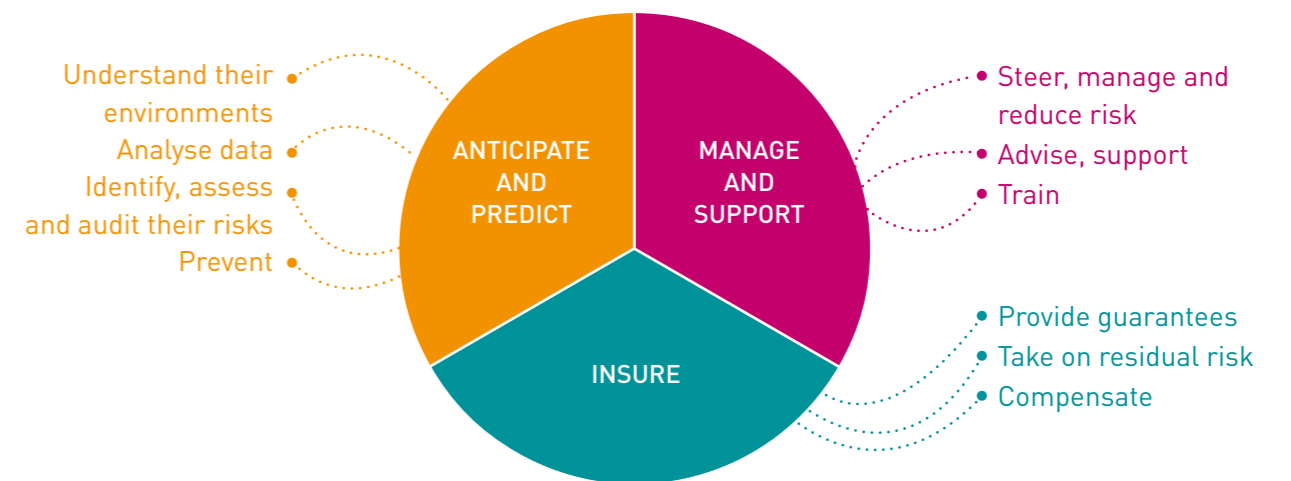 Understand their
environments
Analyse data
Identify, assess
and audit their risks
Prevent
ANTICIPATE
AND
PREDICT
MANAGE
AND
SUPPORT
INSURE
Steer, manage and
reduce risk
Advise, support
Train
Provide guarantees
Take on residual risk
Compensate